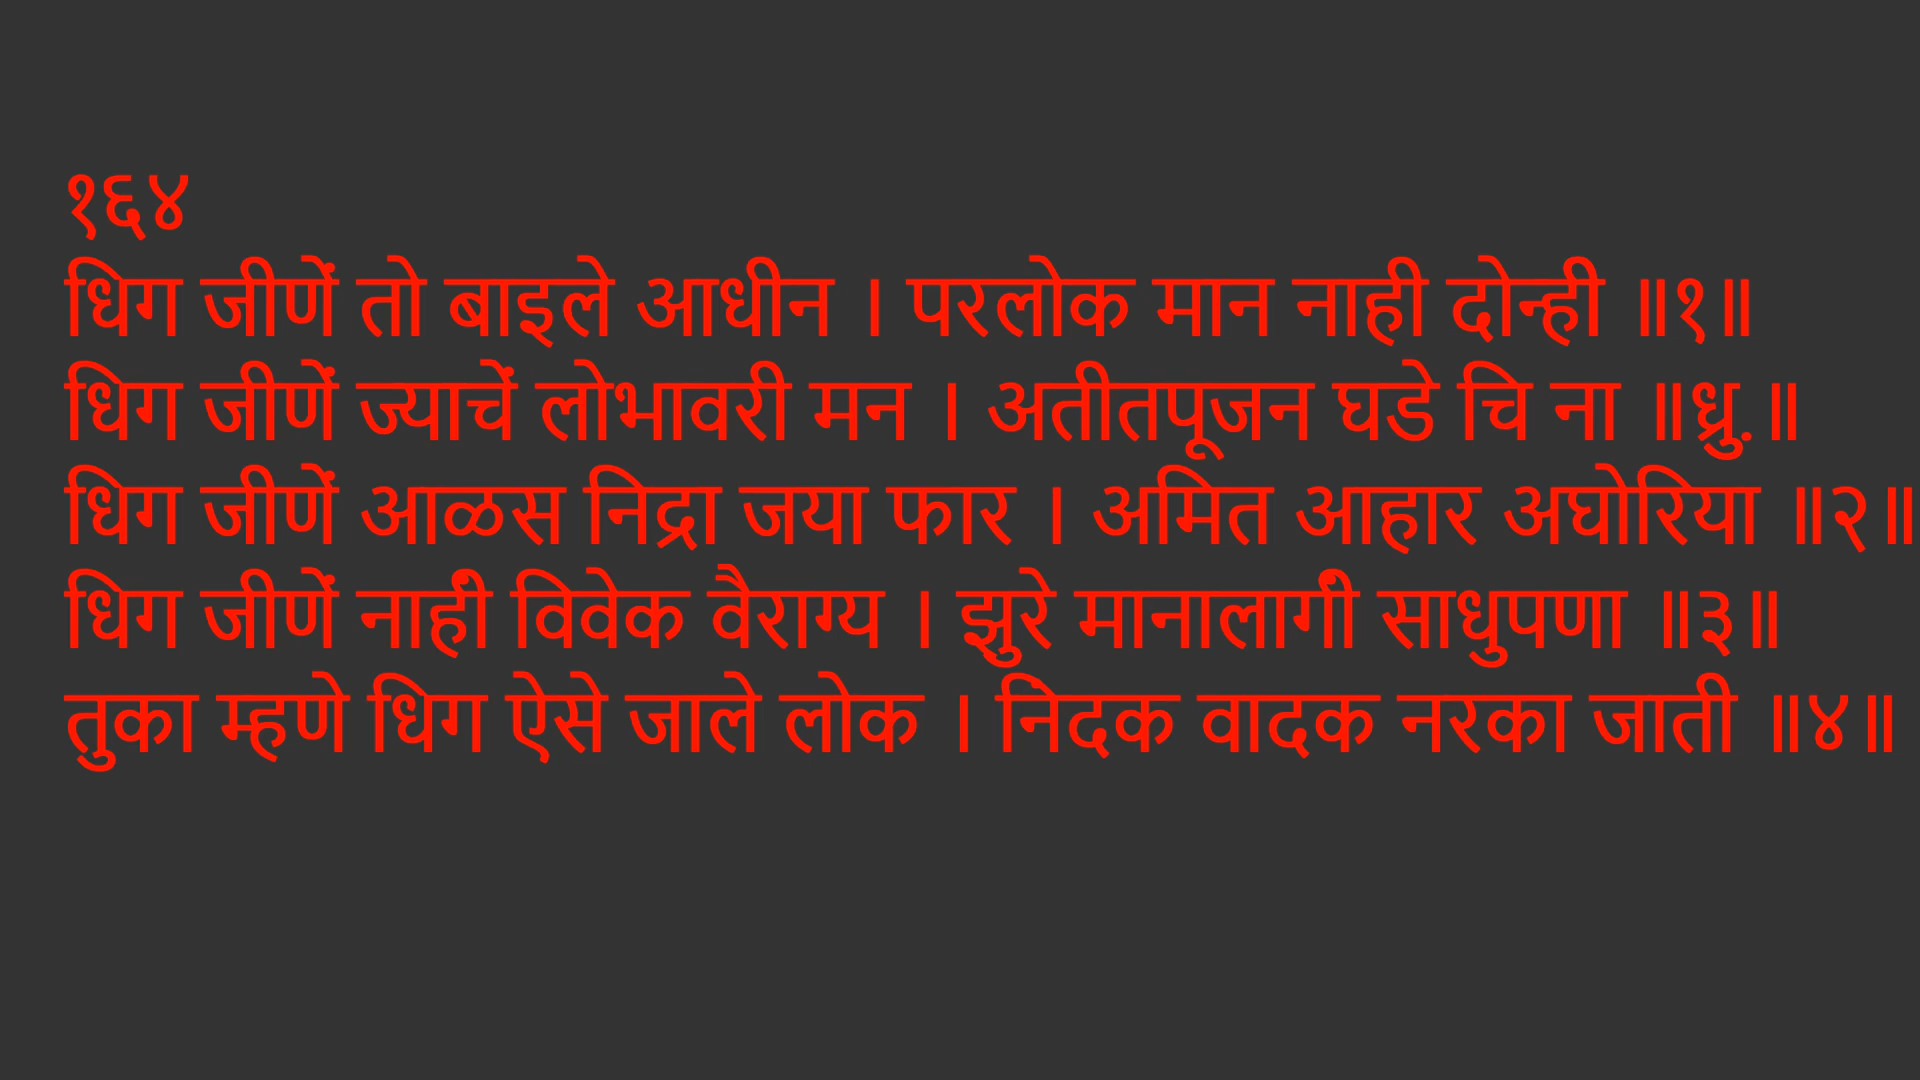 १६४
धिग जीणें तो बाइले आधीन । परलोक मान नाही दोन्ही ॥१॥
धिग जीणें ज्याचें लोभावरी मन । अतीतपूजन घडे चि ना ॥ध्रु.॥
धिग जीणें आळस निद्रा जया फार । अमित आहार अघोरिया ॥२॥
धिग जीणें नाहीं विवेक वैराग्य । झुरे मानालागीं साधुपणा ॥३॥
तुका म्हणे धिग ऐसे जाले लोक । निंदक वादक नरका जाती ॥४॥